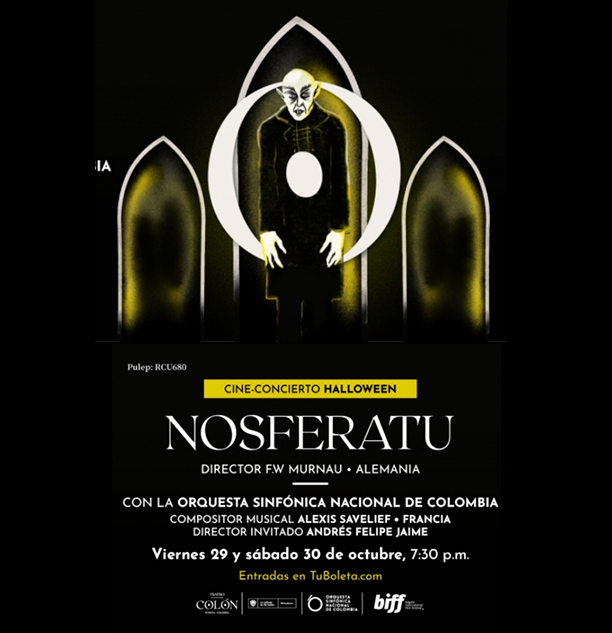 IA
Pulep: RCU680
CINE-CONCIERTO HALLOWEEN
NOSFERATU
DIRECTOR F.W MURNAU • ALEMANIA
CON LA ORQUESTA SINFÓNICA NACIONAL DE COLOMBIA
COMPOSITOR MUSICAL ALEXIS SAVELIEF • FRANCIA
DIRECTOR INVITADO ANDRÉS FELIPE JAIME
Viernes 29 y sábado 30 de octubre, 7:30 p.m.
Entradas en TuBoleta.com
TEATRO
COLÓN
ORQUESTA
SINFÓNICA
NACIONAL
DE COLOMBIA
biff